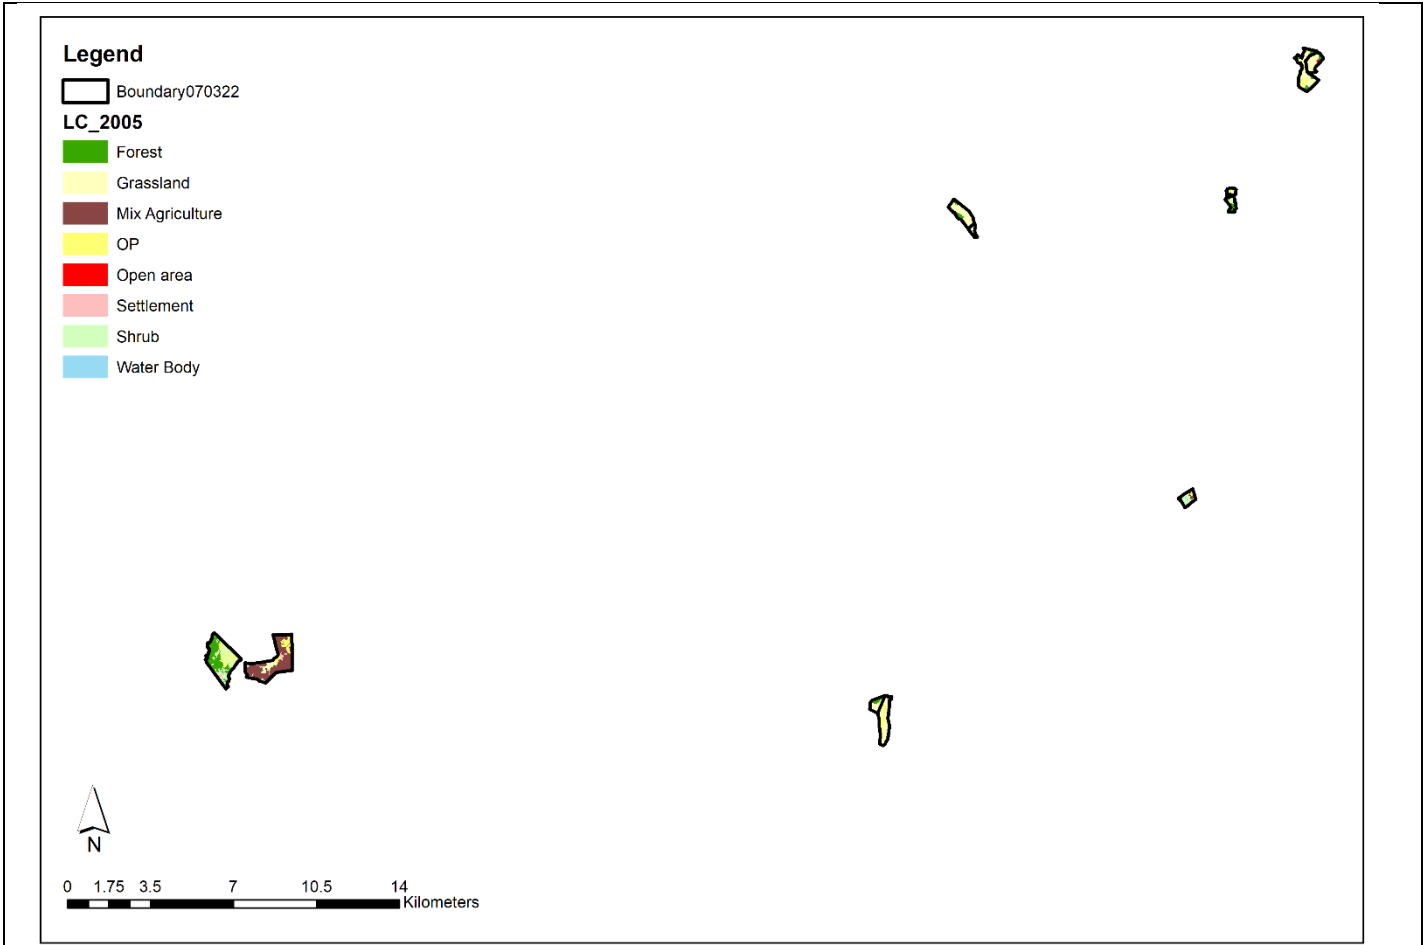 Legend
Boundary070322
LC_2005
Forest
Grassland
Mix Agriculture
OP
Open area
Settlement
Shrub
Water Body
N
0 1.75 3.5 7 10.5 14
Kilometers